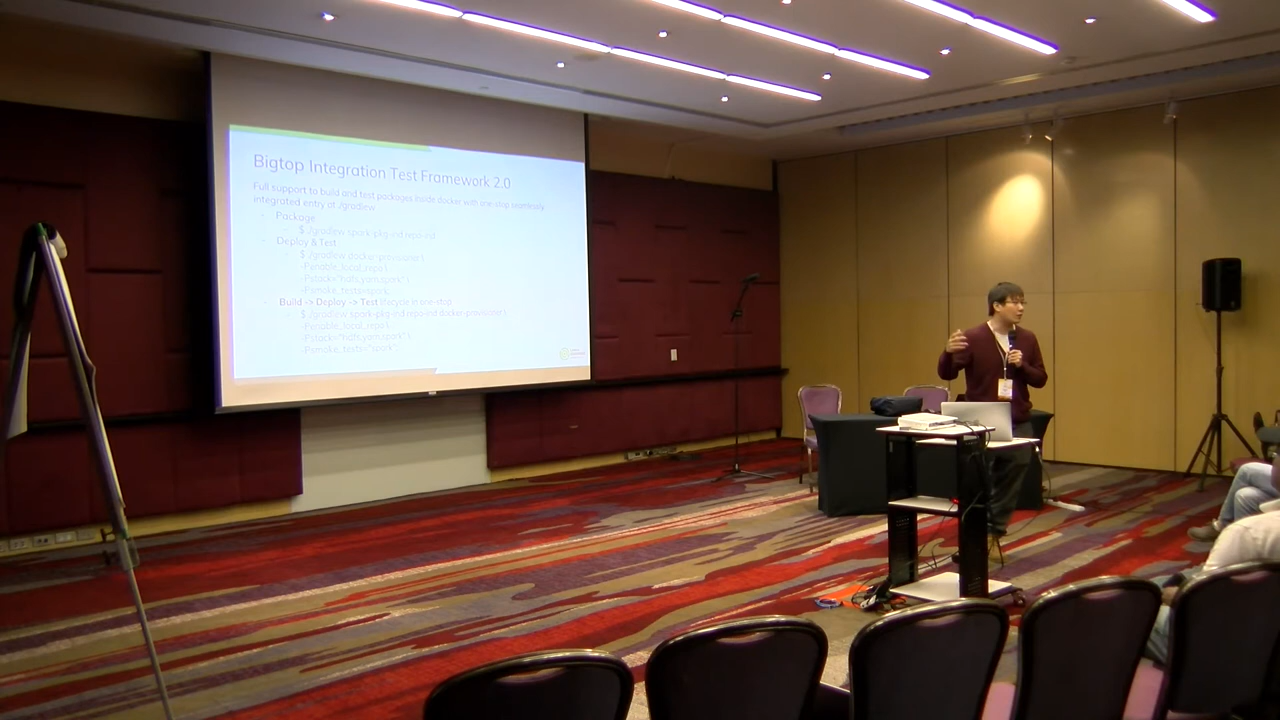 Bigtop Integration Test Framework 2.0
Full support to build and test packages inside docker with one-stop seamlessly
integrated entry at ./gradlew
- Package
- $ ./gradlew spark-pkg-ind repo-ind
- Deploy & Test
- $ ./gradlew docker-provisioner \
-Penable_local_repo \
-Pstack="hdfs,yarn,spark" \
-Psmoke_tests=spark
- Build -> Deploy -> Test lifecycle in one-stop
- $ ./gradlew spark-pkg-ind repo-ind docker-provisioner \
-Penable_local_repo \
-Pstack="hdfs,yarn,spark" \
-Psmoke_tests="spark"